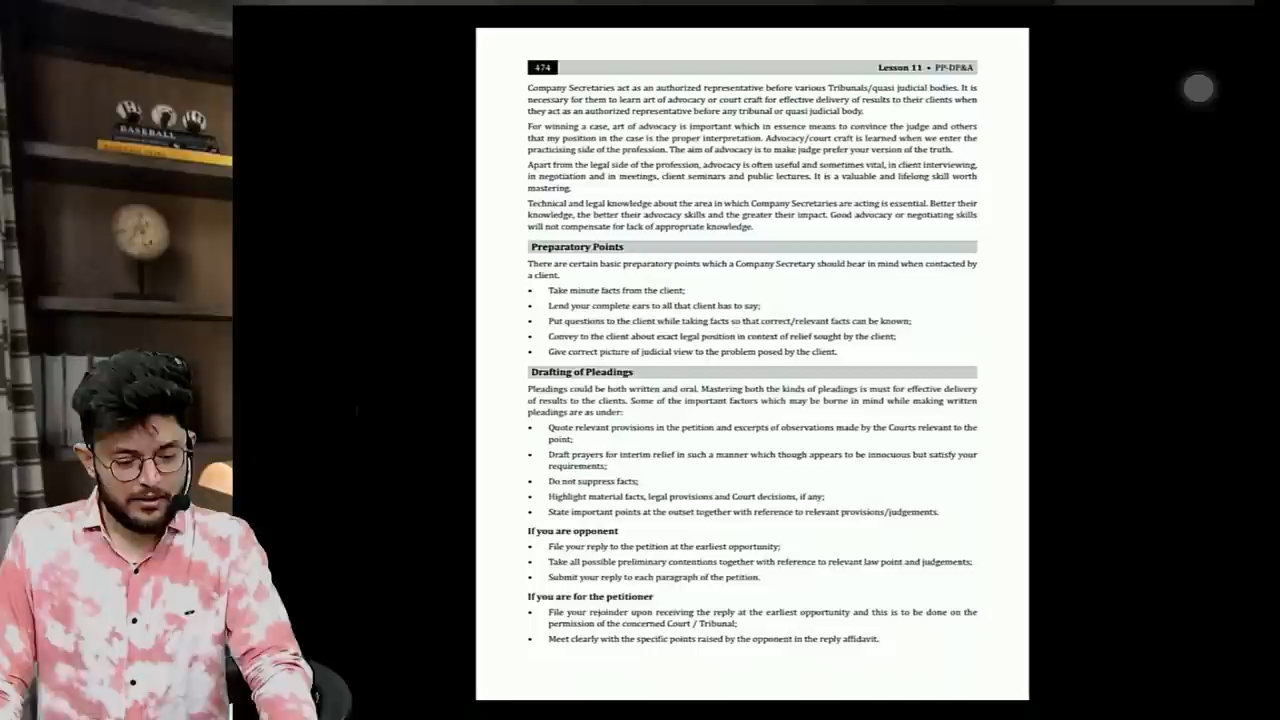 BASEBALL
474
Lesson 11 • PP-DP&A
Company Secretaries act as an authorized representative before various Tribunals/quasi judicial bodies. It is
necessary for them to learn art of advocacy or court craft for effective delivery of results to their clients when
they act as an authorized representative before any tribunal or quasi judicial body.
For winning a case, art of advocacy is important which in essence means to convince the judge and others
that my position in the case is the proper interpretation. Advocacy/court craft is learned when we enter the
practicising side of the profession. The aim of advocacy is to make judge prefer your version of the truth.
Apart from the legal side of the profession, advocacy is often useful and sometimes vital, in client interviewing,
in negotiation and in meetings, client seminars and public lectures. It is a valuable and lifelong skill worth
mastering.
Technical and legal knowledge about the area in which Company Secretaries are acting is essential. Better their
knowledge, the better their advocacy skills and the greater their impact. Good advocacy or negotiating skills
will not compensate for lack of appropriate knowledge.
Preparatory Points
There are certain basic preparatory points which a Company Secretary should bear in mind when contacted by
a client.
• Take minute facts from the client;
• Lend your complete ears to all that client has to say;
• Put questions to the client while taking facts so that correct/relevant facts can be known;
• Convey to the client about exact legal position in context of relief sought by the client;
• Give correct picture of judicial view to the problem posed by the client.
Drafting of Pleadings
Pleadings could be both written and oral. Mastering both the kinds of pleadings is must for effective delivery
of results to the clients. Some of the important factors which may be borne in mind while making written
pleadings are as under:
• Quote relevant provisions in the petition and excerpts of observations made by the Courts relevant to the
point;
• Draft prayers for interim relief in such a manner which though appears to be innocuous but satisfy your
requirements;
• Do not suppress facts;
• Highlight material facts, legal provisions and Court decisions, if any;
• State important points at the outset together with reference to relevant provisions/judgements.
If you are opponent
• File your reply to the petition at the earliest opportunity;
• Take all possible preliminary contentions together with reference to relevant law point and judgements;
• Submit your reply to each paragraph of the petition.
If you are for the petitioner
• File your rejoinder upon receiving the reply at the earliest opportunity and this is to be done on the
permission of the concerned Court / Tribunal;
• Meet clearly with the specific points raised by the opponent in the reply affidavit.